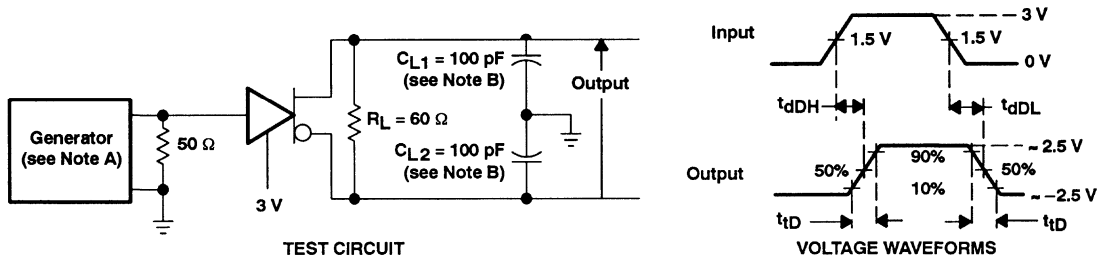 Generator
(see Note A)
50 Ω
3 V
RL = 60 Ω
CL1 = 100 pF
(see Note B)
CL2 = 100 pF
(see Note B)
Output
TEST CIRCUIT
Input
3 V
1.5 V
1.5 V
0 V
tdDH
tdDL
Output
≈ 2.5 V
50%
90%
50%
10%
≈ −2.5 V
ttD
ttD
VOLTAGE WAVEFORMS